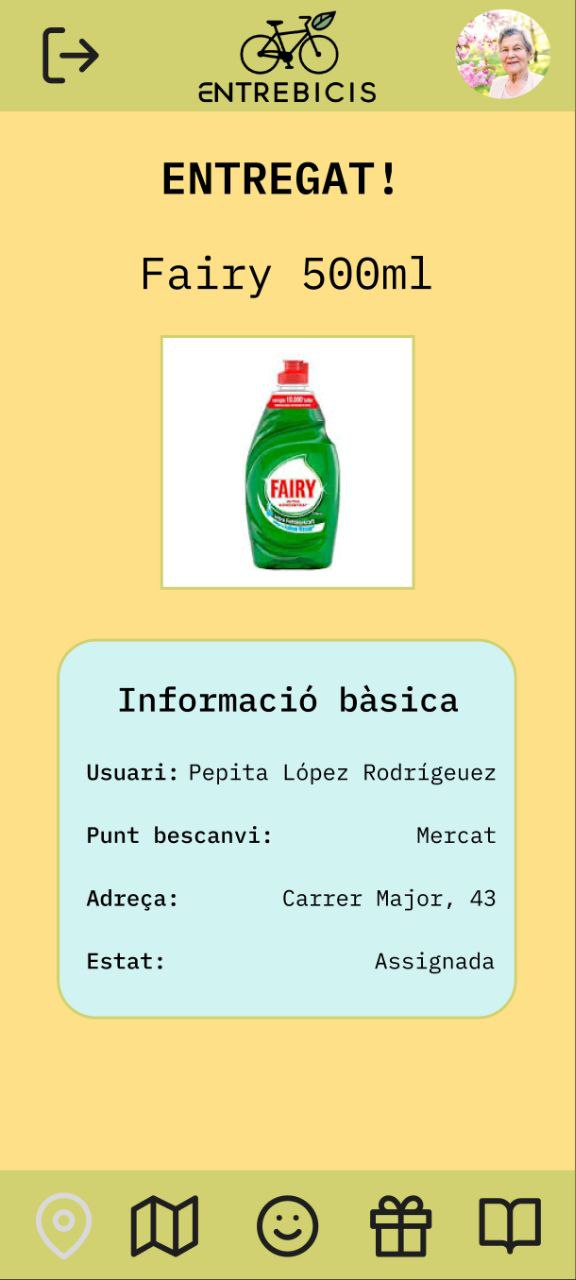 ENTREBICIS
ENTREGAT!
Fairy 500ml
FAIRY
Informació bàsica
Usuari: Pepita López Rodrígeuez
Punt bescanvi: Mercat
Adreça: Carrer Major, 43
Estat: Assignada